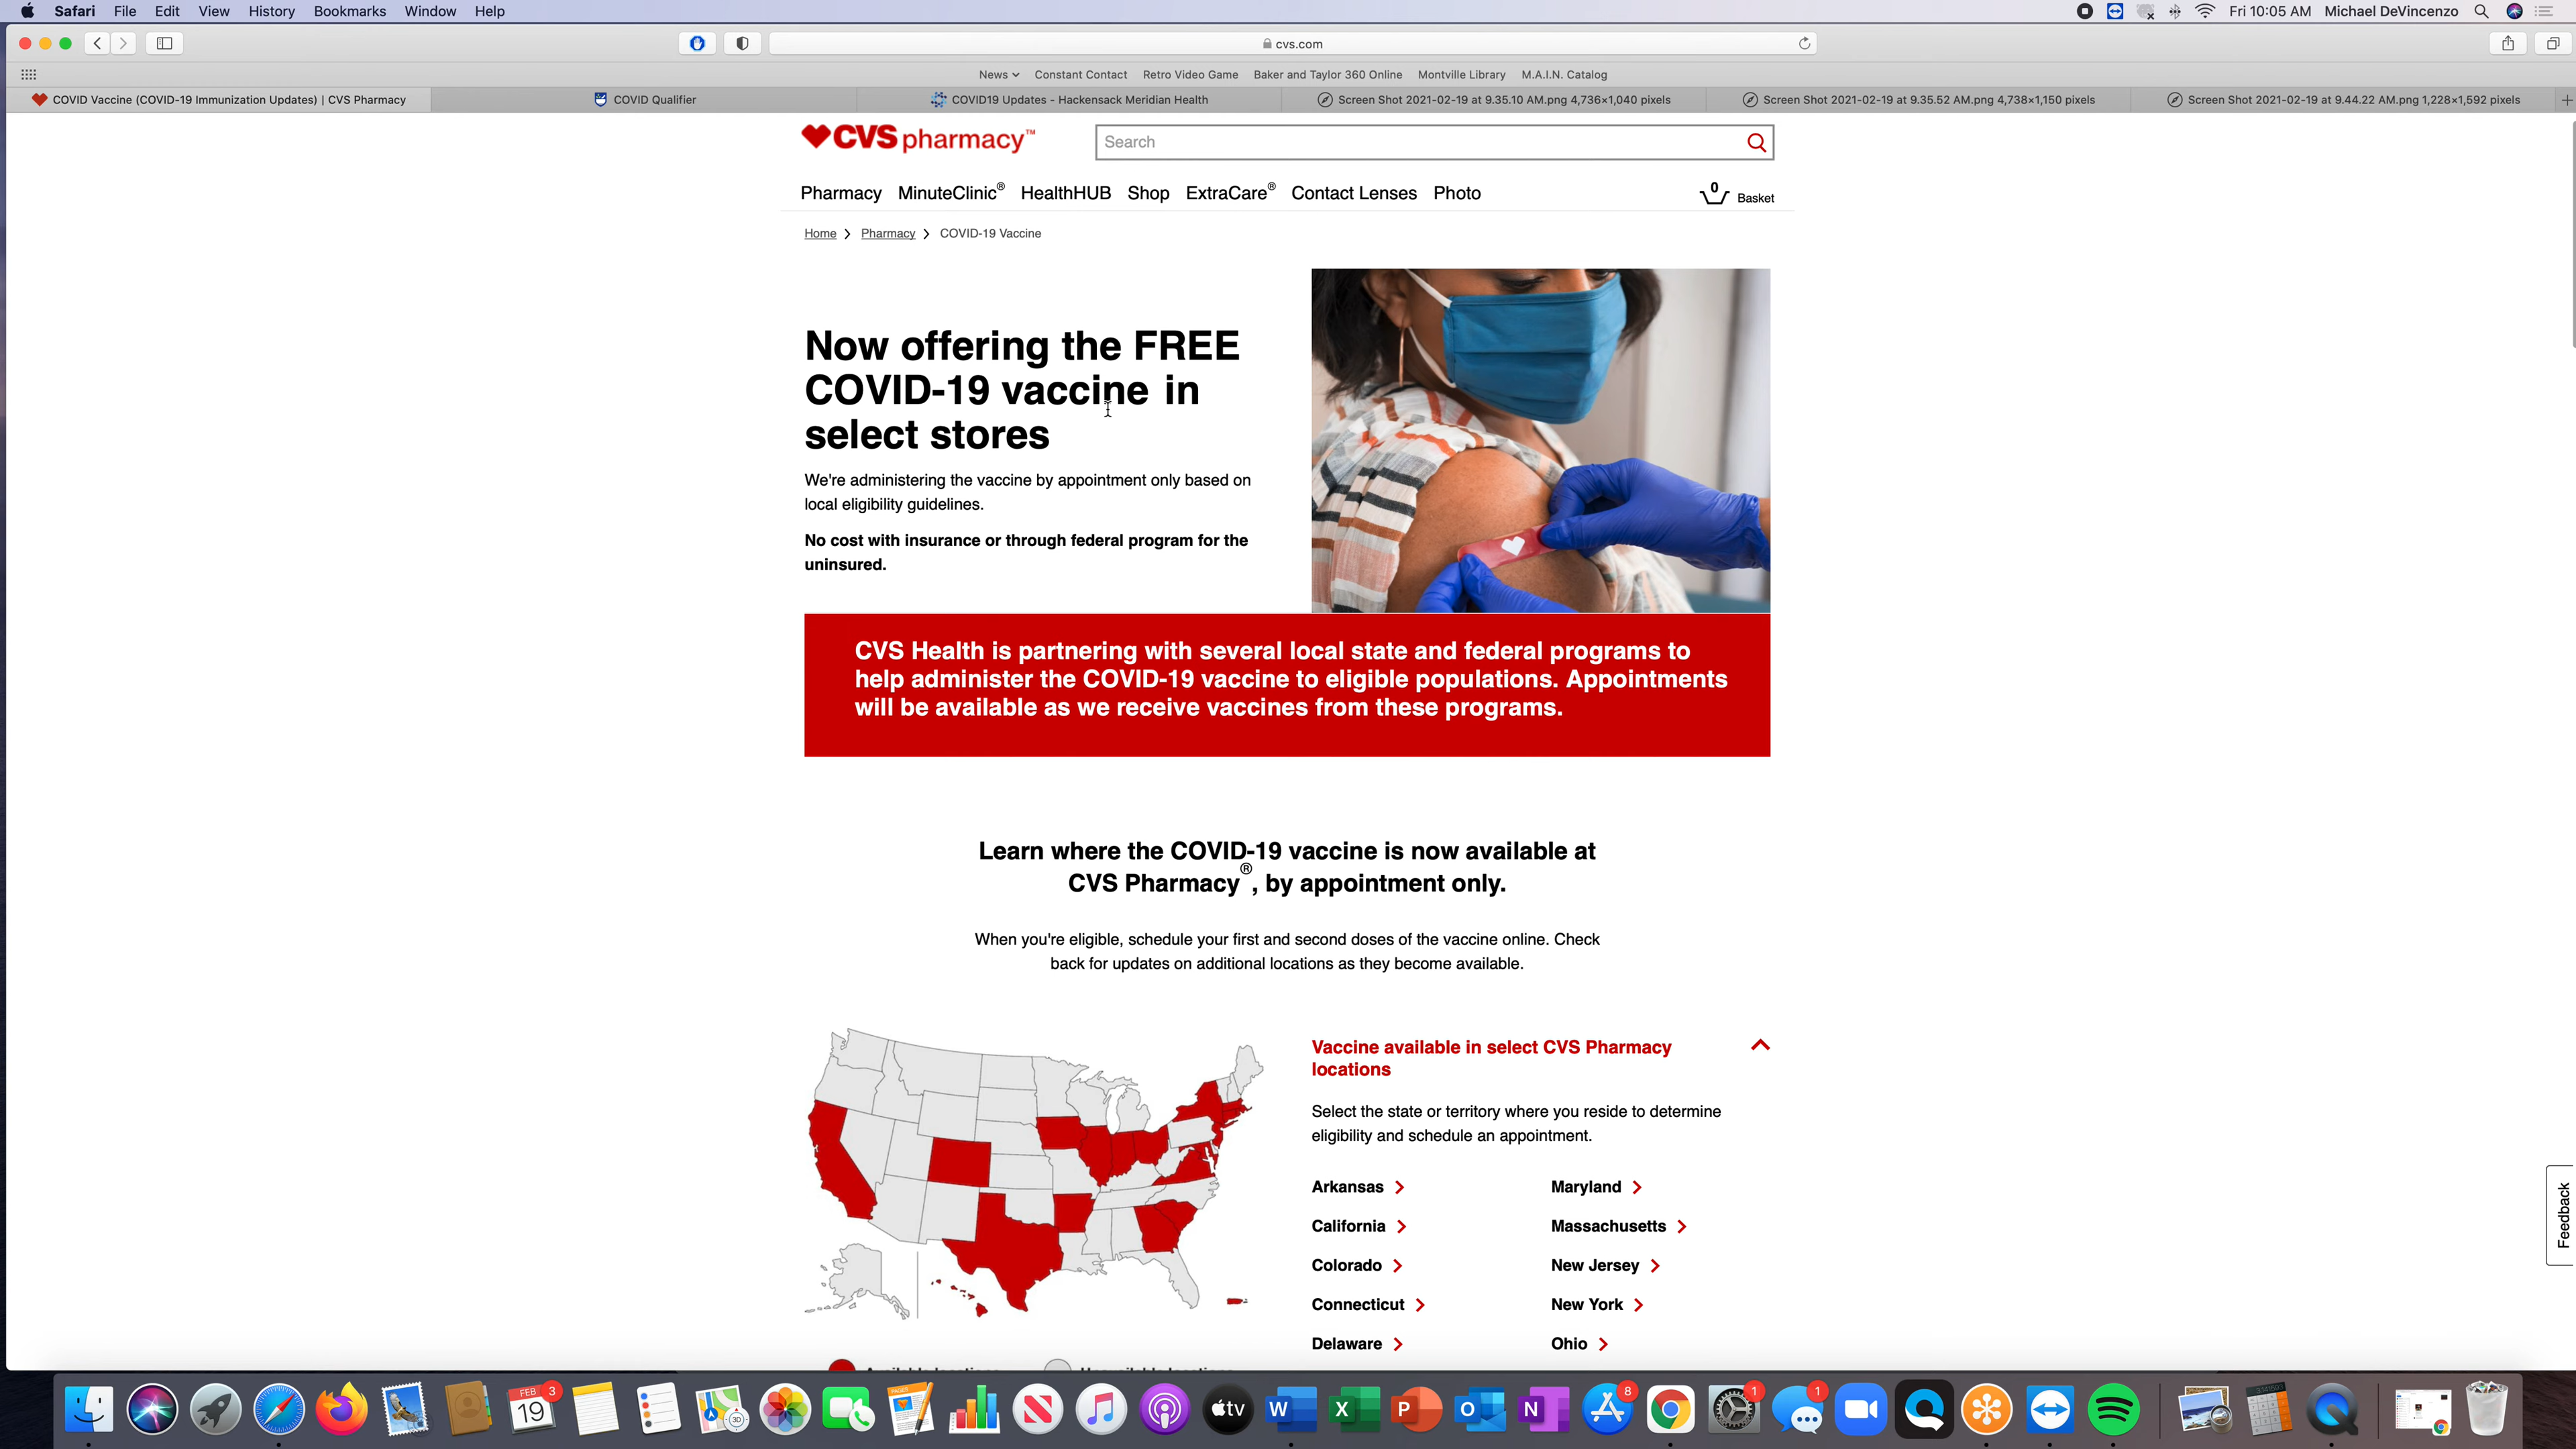 Safari File Edit View History Bookmarks Window Help Fri 10:05 AM Michael DeVincenzo
cvs.com
News Constant Contact Retro Video Game Baker and Taylor 360 Online Montville Library M.A.I.N. Catalog
COVID Vaccine (COVID-19 Immunization Updates) | CVS Pharmacy COVID Qualifier COVID19 Updates - Hackensack Meridian Health Screen Shot 2021-02-19 at 9.35.10 AM.png 4,736×1,040 pixels Screen Shot 2021-02-19 at 9.35.52 AM.png 4,738×1,150 pixels Screen Shot 2021-02-19 at 9.44.22 AM.png 1,228×1,592 pixels
CVS pharmacy™ Search
Pharmacy MinuteClinic® HealthHUB Shop ExtraCare® Contact Lenses Photo 0 Basket
Home Pharmacy COVID-19 Vaccine
Now offering the FREE
COVID-19 vaccine in
select stores
We're administering the vaccine by appointment only based on
local eligibility guidelines.
No cost with insurance or through federal program for the
uninsured.
CVS Health is partnering with several local state and federal programs to
help administer the COVID-19 vaccine to eligible populations. Appointments
will be available as we receive vaccines from these programs.
Learn where the COVID-19 vaccine is now available at
CVS Pharmacy®, by appointment only.
When you're eligible, schedule your first and second doses of the vaccine online. Check
back for updates on additional locations as they become available.
Vaccine available in select CVS Pharmacy
locations
Select the state or territory where you reside to determine
eligibility and schedule an appointment.
Arkansas Maryland
California Massachusetts
Colorado New Jersey
Connecticut New York
Delaware Ohio
Feedback
FEB 19 3 PAGES 3D tv W X P O N 8 1 1